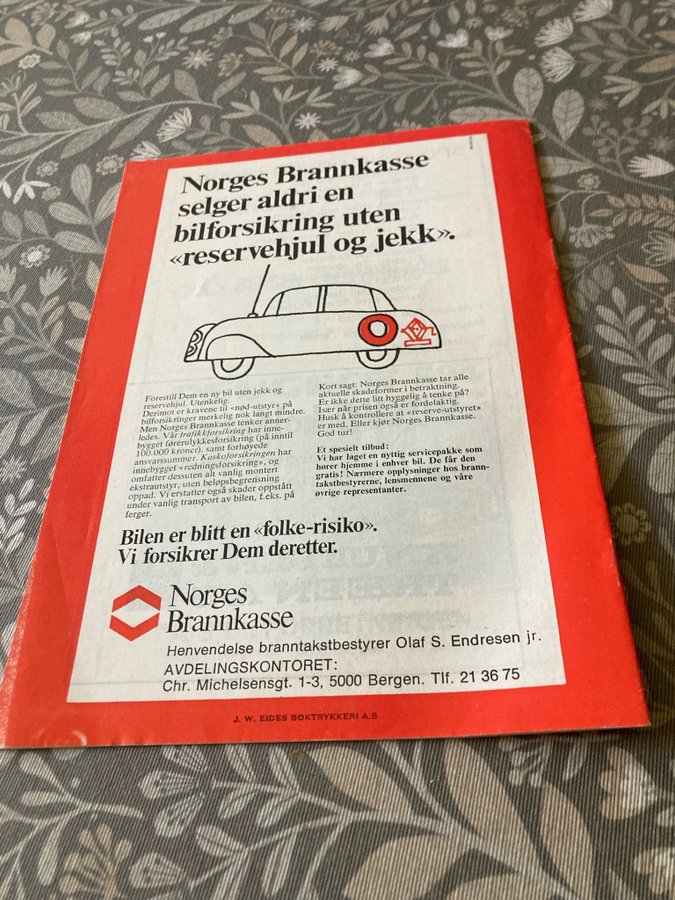 Norges Brannkasse
selger aldri en
bilforsikring uten
«reservehjul og jekk».
Forestill Dem en ny bil uten jekk og
reservehjul. Utenkelig.
Derimot er kravene til «nød-utstyr» på
bilforsikringer merkelig nok langt mindre.
Men Norges Brannkasse tenker anner-
ledes. Vår trafikkforsikring har inne-
bygget førerulykkesforsikring (på inntil
100.000 kroner), samt forhøyede
ansvarssummer. Kaskoforsikringen har
innebygget «redningsforsikring», og
omfatter dessuten alt vanlig montert
ekstrautstyr, uten beløpsbegrensning
oppad. Vi erstatter også skader oppstått
under vanlig transport av bilen, f.eks. på
ferger.
Kort sagt: Norges Brannkasse tar alle
aktuelle skadeformer i betraktning.
Er ikke dette litt hyggelig å tenke på?
Især når prisen også er fordelaktig.
Husk å kontrollere at «reserve-utstyret»
er med. Eller kjør Norges Brannkasse.
God tur!
Et spesielt tilbud:
Vi har laget en nyttig servicepakke som
hører hjemme i enhver bil. De får den
gratis! Nærmere opplysninger hos brann-
takstbestyrerne, lensmennene og våre
øvrige representanter.
Bilen er blitt en «folke-risiko».
Vi forsikrer Dem deretter.
Norges
Brannkasse
Henvendelse branntakstbestyrer Olaf S. Endresen jr.
AVDELINGSKONTORET:
Chr. Michelsensgt. 1-3, 5000 Bergen. Tlf. 21 36 75
J. W. EIDES BOKTRYKKERI A.S